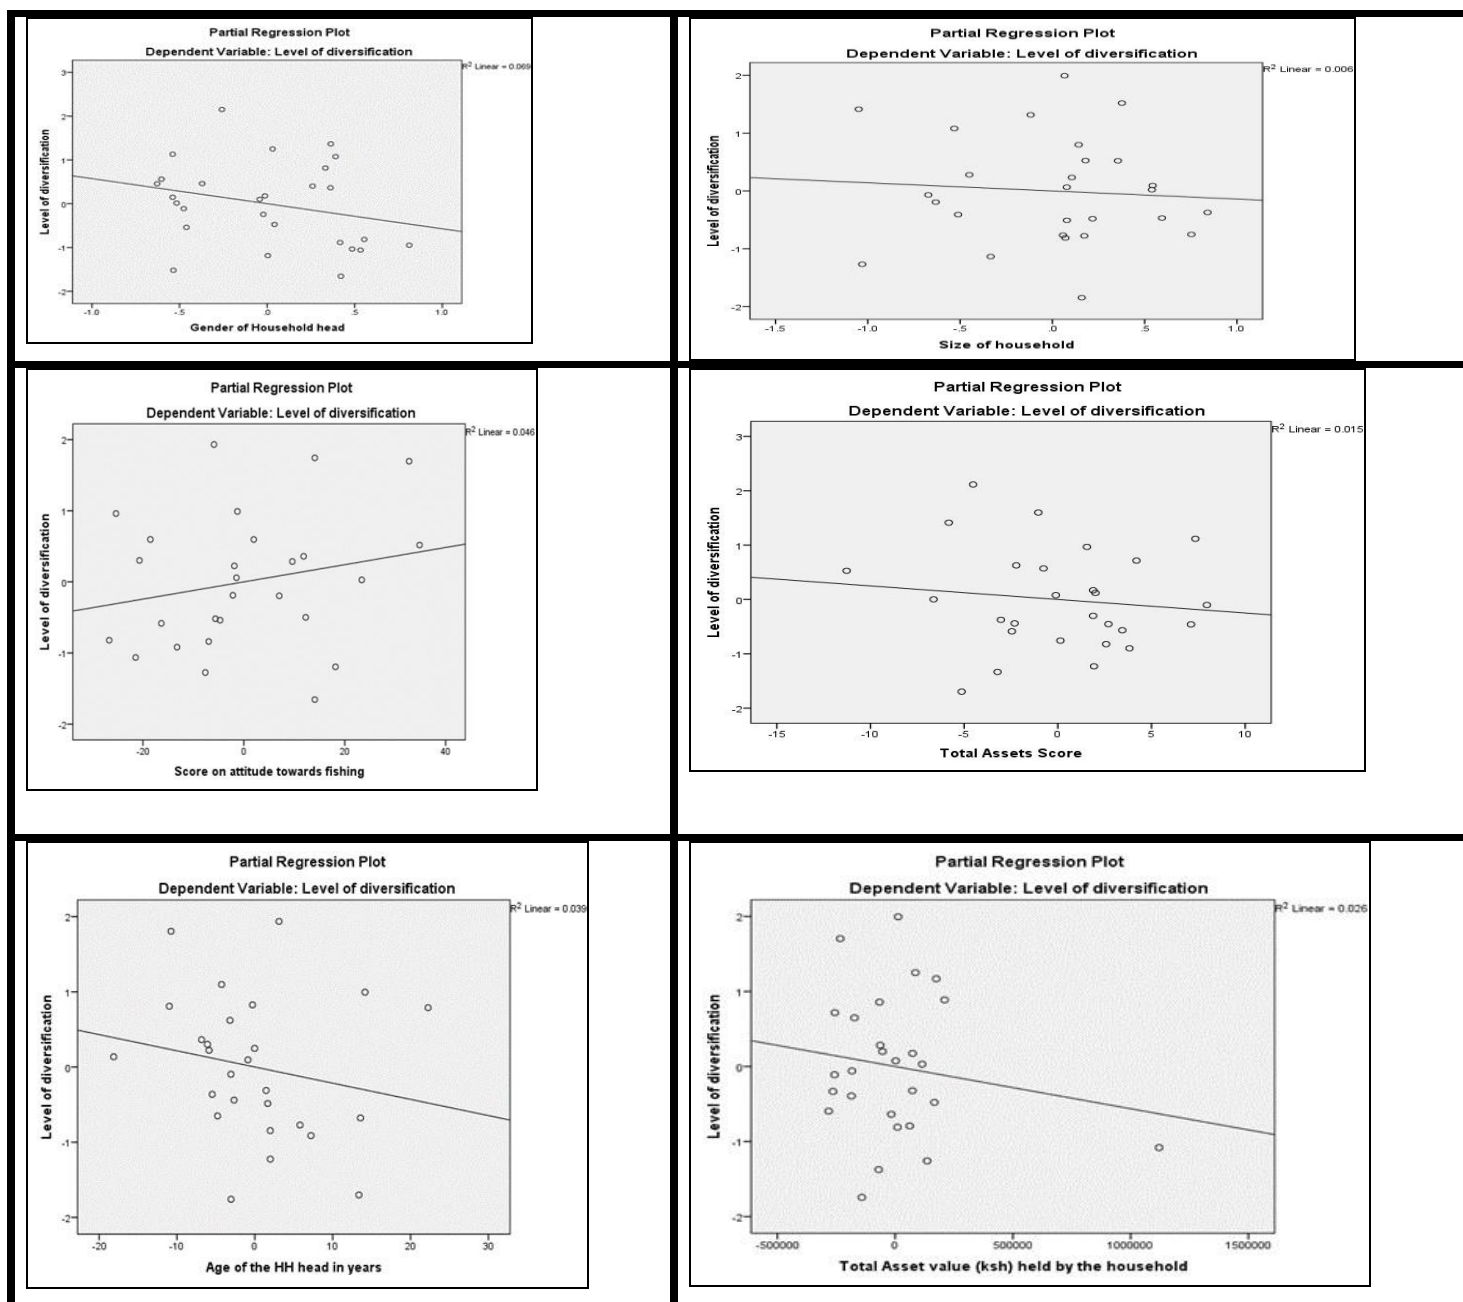 Partial Regression Plot
Dependent Variable: Level of diversification
R2 Linear = 0.069
3
2
1
0
-1
-2
Level of diversification
-1.0 -.5 .0 .5 1.0
Gender of Household head
Partial Regression Plot
Dependent Variable: Level of diversification
R2 Linear = 0.006
2
1
0
-1
-2
Level of diversification
-1.5 -1.0 -.5 .0 .5 1.0
Size of household
Partial Regression Plot
Dependent Variable: Level of diversification
R2 Linear = 0.046
2
1
0
-1
-2
Level of diversification
-20 0 20 40
Score on attitude towards fishing
Partial Regression Plot
Dependent Variable: Level of diversification
R2 Linear = 0.015
3
2
1
0
-1
-2
Level of diversification
-15 -10 -5 0 5 10
Total Assets Score
Partial Regression Plot
Dependent Variable: Level of diversification
R2 Linear = 0.039
2
1
0
-1
-2
Level of diversification
-20 -10 0 10 20 30
Age of the HH head in years
Partial Regression Plot
Dependent Variable: Level of diversification
R2 Linear = 0.026
2
1
0
-1
-2
Level of diversification
-500000 0 500000 1000000 1500000
Total Asset value (ksh) held by the household